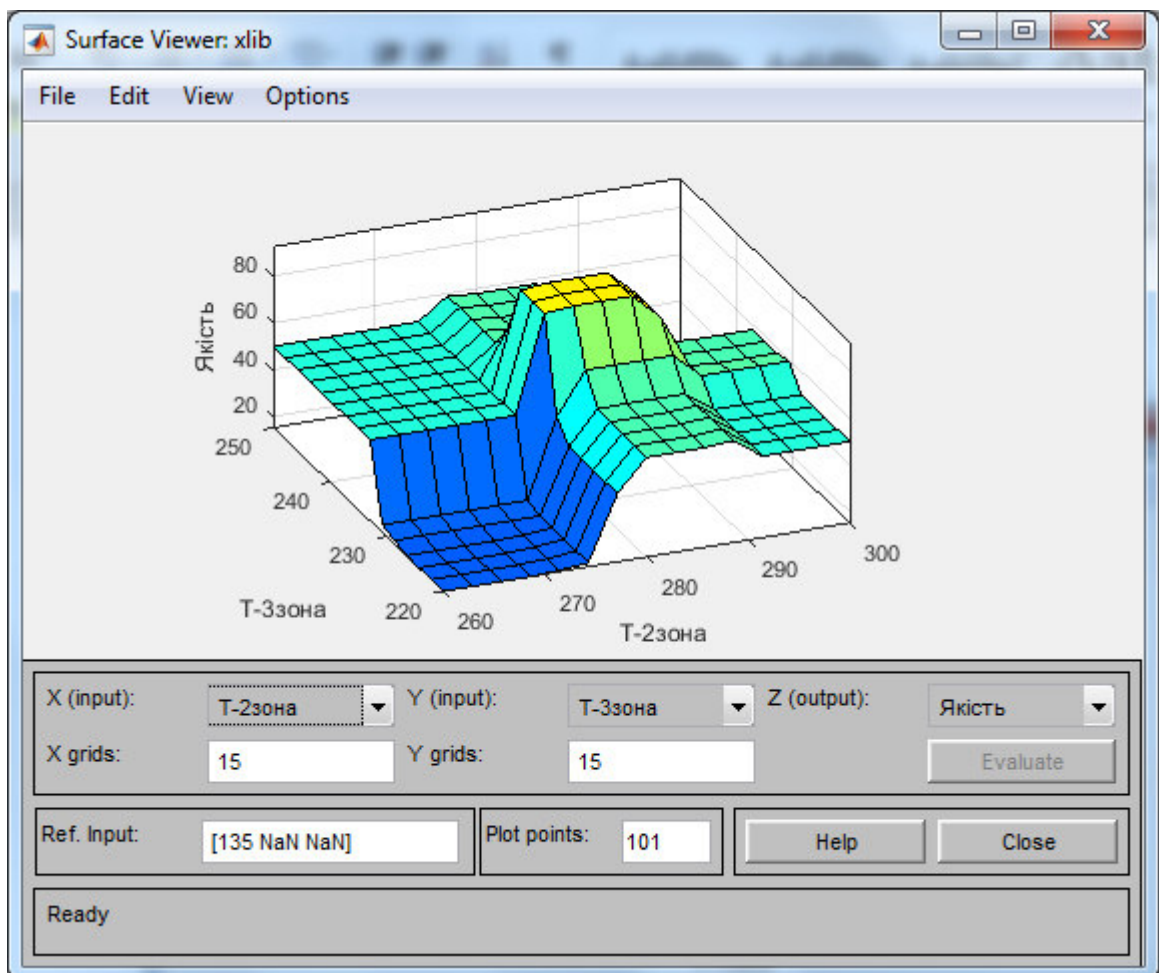 Surface Viewer: xlib
File Edit View Options
80
60
40
20
Якість
250
240
230
220
Т-3зона
260
270
280
290
300
Т-2зона
X (input):
Т-2зона
Y (input):
Т-3зона
Z (output):
Якість
X grids:
15
Y grids:
15
Evaluate
Ref. Input:
[135 NaN NaN]
Plot points:
101
Help
Close
Ready